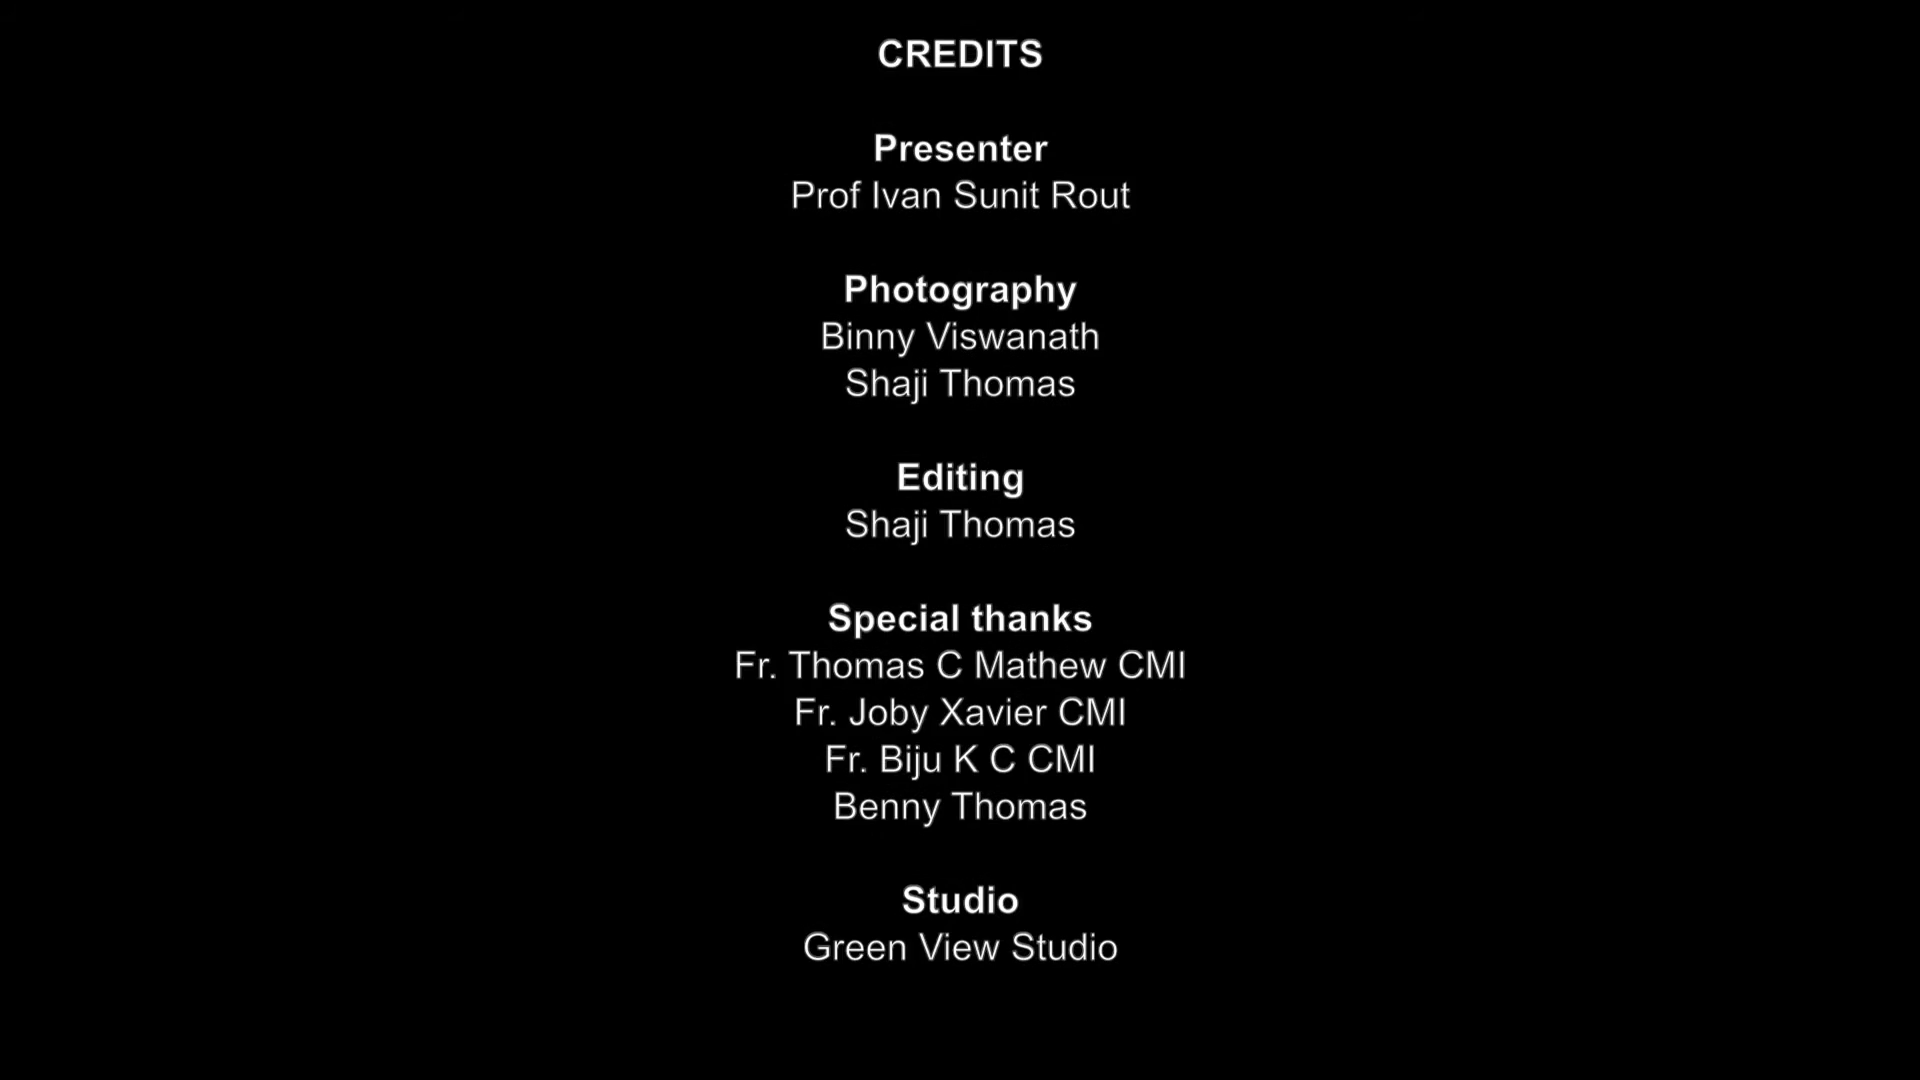 CREDITS
Presenter
Prof Ivan Sunit Rout
Photography
Binny Viswanath
Shaji Thomas
Editing
Shaji Thomas
Special thanks
Fr. Thomas C Mathew CMI
Fr. Joby Xavier CMI
Fr. Biju K C CMI
Benny Thomas
Studio
Green View Studio